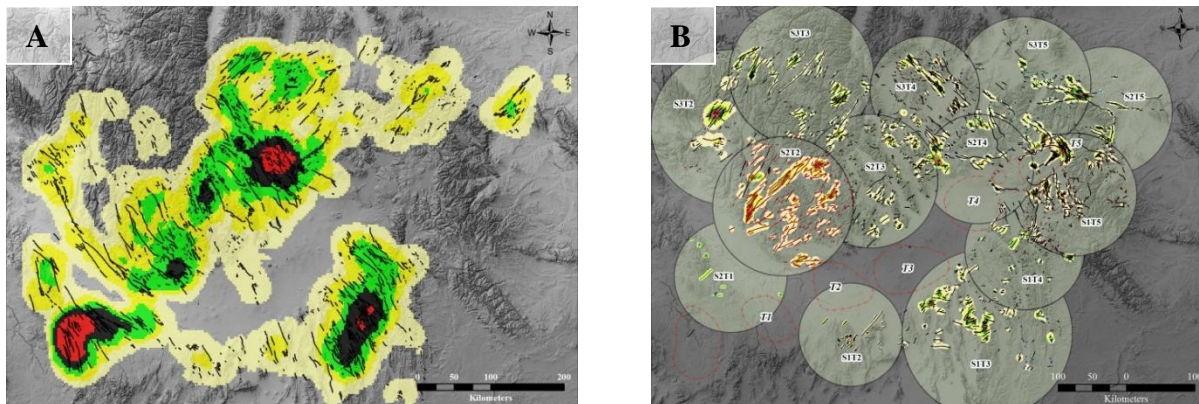 A
N
W E
S
0 50 100 200
Kilometers
B
S3T3
S3T5
S3T2
S3T4
S2T5
S2T2
S2T4
T5
S2T3
T4
S1T5
S2T1
T3
S1T4
T2
T1
S1T2
S1T3
100 50 0 100
Kilometers